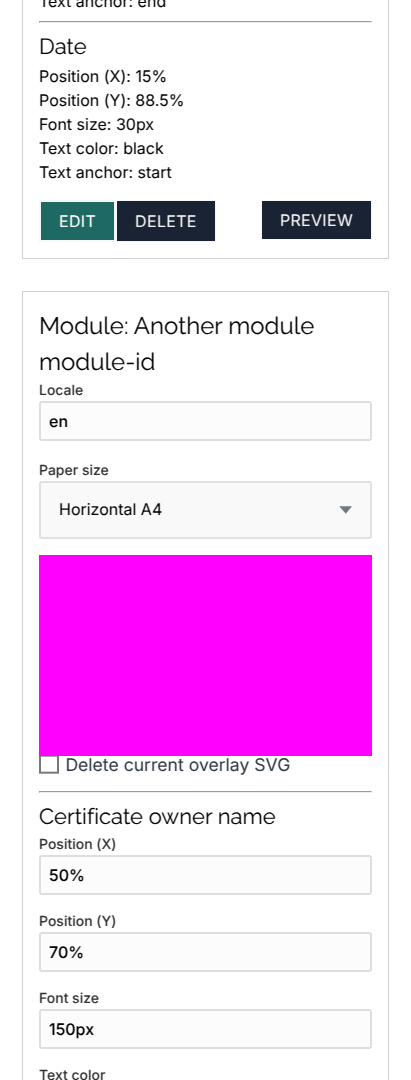 Text anchor: end
Date
Position (X): 15%
Position (Y): 88.5%
Font size: 30px
Text color: black
Text anchor: start
EDIT DELETE PREVIEW
Module: Another module
module-id
Locale
en
Paper size
Horizontal A4
Delete current overlay SVG
Certificate owner name
Position (X)
50%
Position (Y)
70%
Font size
150px
Text color